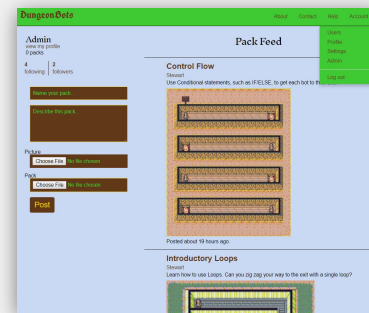 DungeonBots
About
Contact
Help
Account
Users
Profile
Settings
Admin
Log out
Admin
view my profile
0 packs
4
following
2
followers
Name your pack
Describe this pack
Picture
Choose File No file chosen
Pack
Choose File No file chosen
Post
Pack Feed
Control Flow
Stewart
Use Conditional statements, such as IF/ELSE, to get each bot to
Posted about 19 hours ago.
Introductory Loops
Stewart
Learn how to use Loops. Can you zig zag your way to the exit with a single loop?